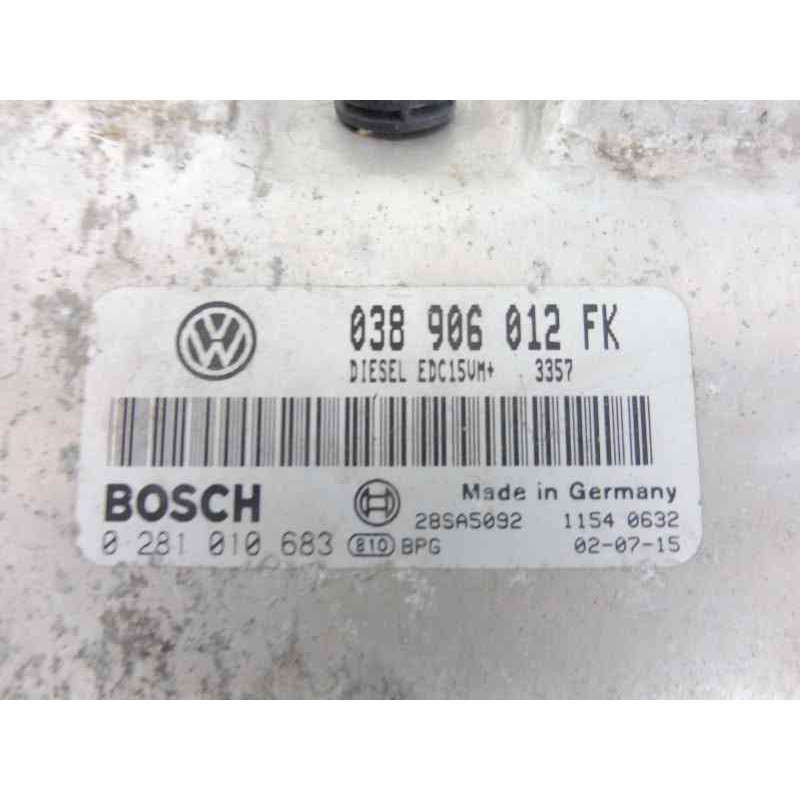 038 906 012 FK
DIESEL EDC15VM+ 3357
BOSCH
Made in Germany
28SA5092 1154 0632
0 281 010 683 810 BPG 02-07-15